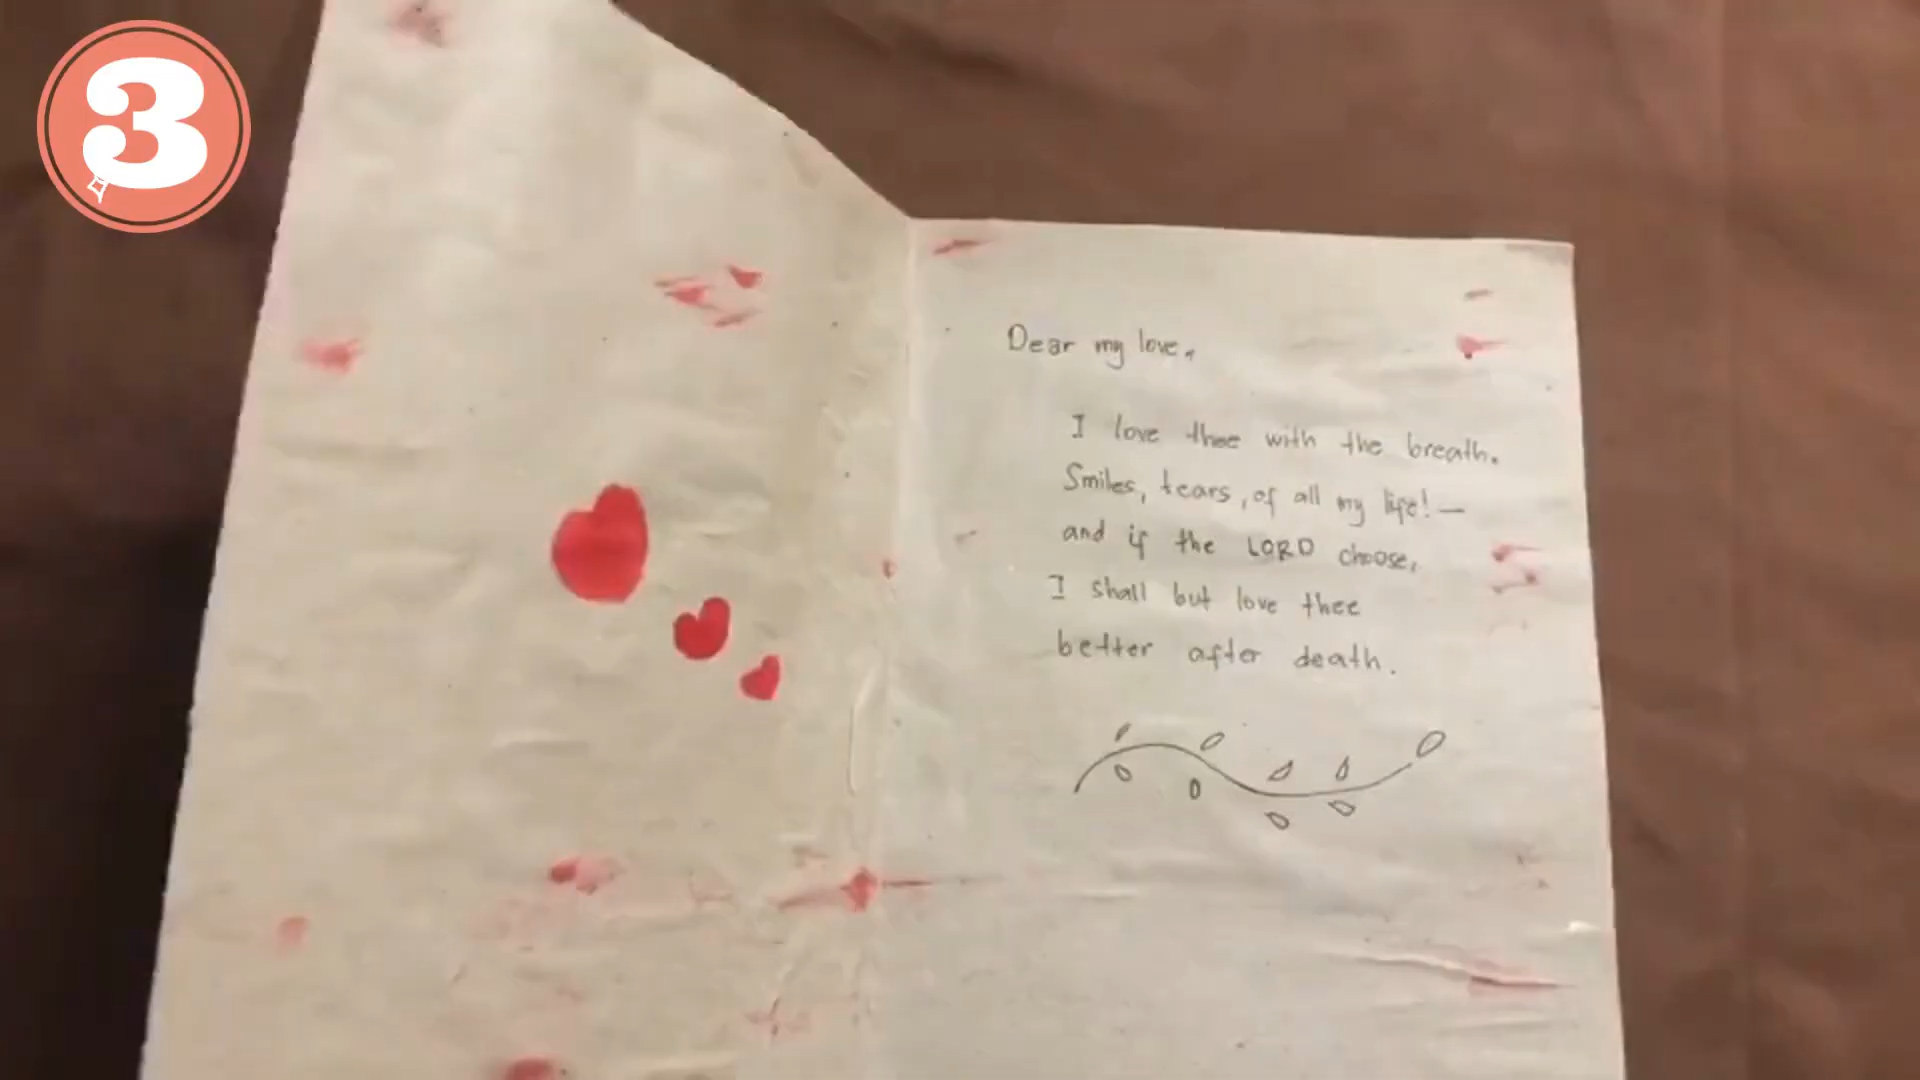 3
Dear my love,
I love thee with the breath.
Smiles, tears, of all my life! —
and if the LORD choose,
I shall but love thee
better after death.